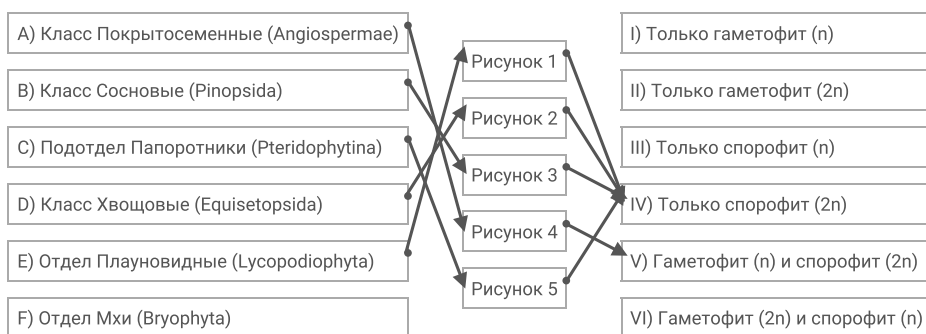 A) Класс Покрытосеменные (Angiospermae)
B) Класс Сосновые (Pinopsida)
C) Подотдел Папоротники (Pteridophytina)
D) Класс Хвощовые (Equisetopsida)
E) Отдел Плауновидные (Lycopodiophyta)
F) Отдел Мхи (Bryophyta)
Рисунок 1
Рисунок 2
Рисунок 3
Рисунок 4
Рисунок 5
I) Только гаметофит (n)
II) Только гаметофит (2n)
III) Только спорофит (n)
IV) Только спорофит (2n)
V) Гаметофит (n) и спорофит (2n)
VI) Гаметофит (2n) и спорофит (n)